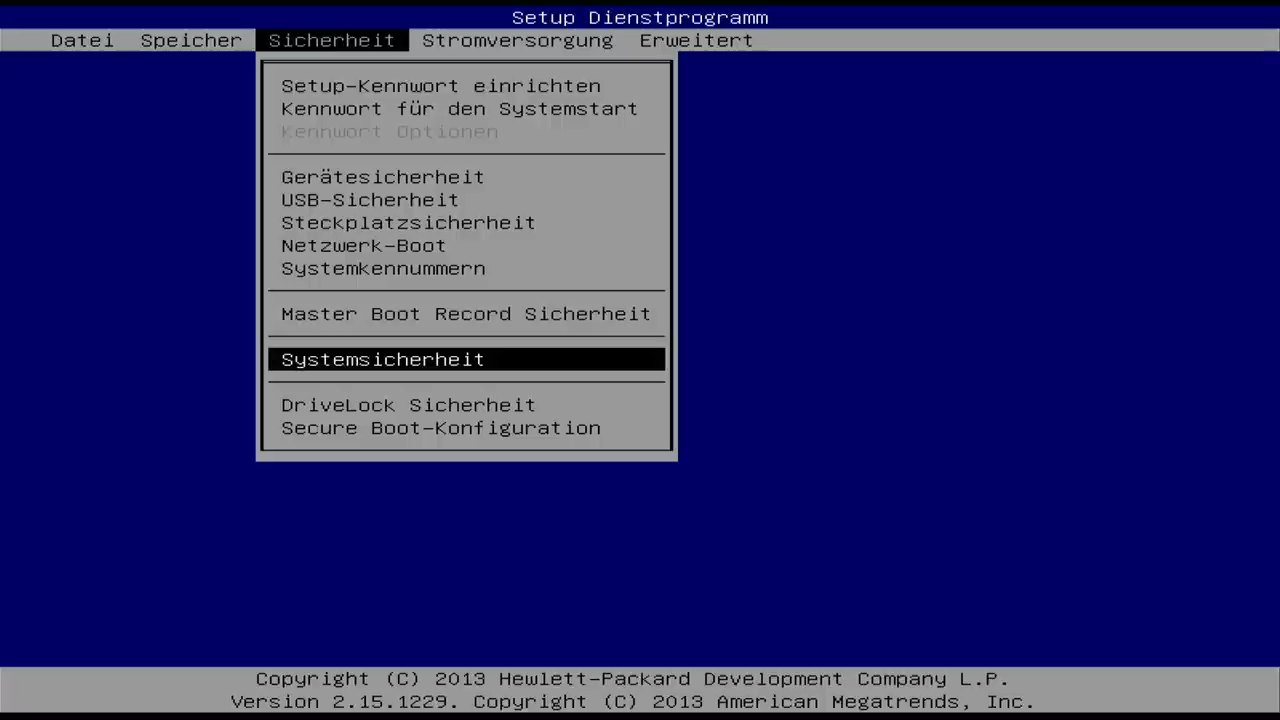 Setup Dienstprogramm
Datei Speicher Sicherheit Stromversorgung Erweitert
Setup-Kennwort einrichten
Kennwort für den Systemstart
Kennwort Optionen
Gerätesicherheit
USB-Sicherheit
Steckplatzsicherheit
Netzwerk-Boot
Systemkennummern
Master Boot Record Sicherheit
Systemsicherheit
DriveLock Sicherheit
Secure Boot-Konfiguration
Copyright (C) 2013 Hewlett-Packard Development Company L.P.
Version 2.15.1229. Copyright (C) 2013 American Megatrends, Inc.